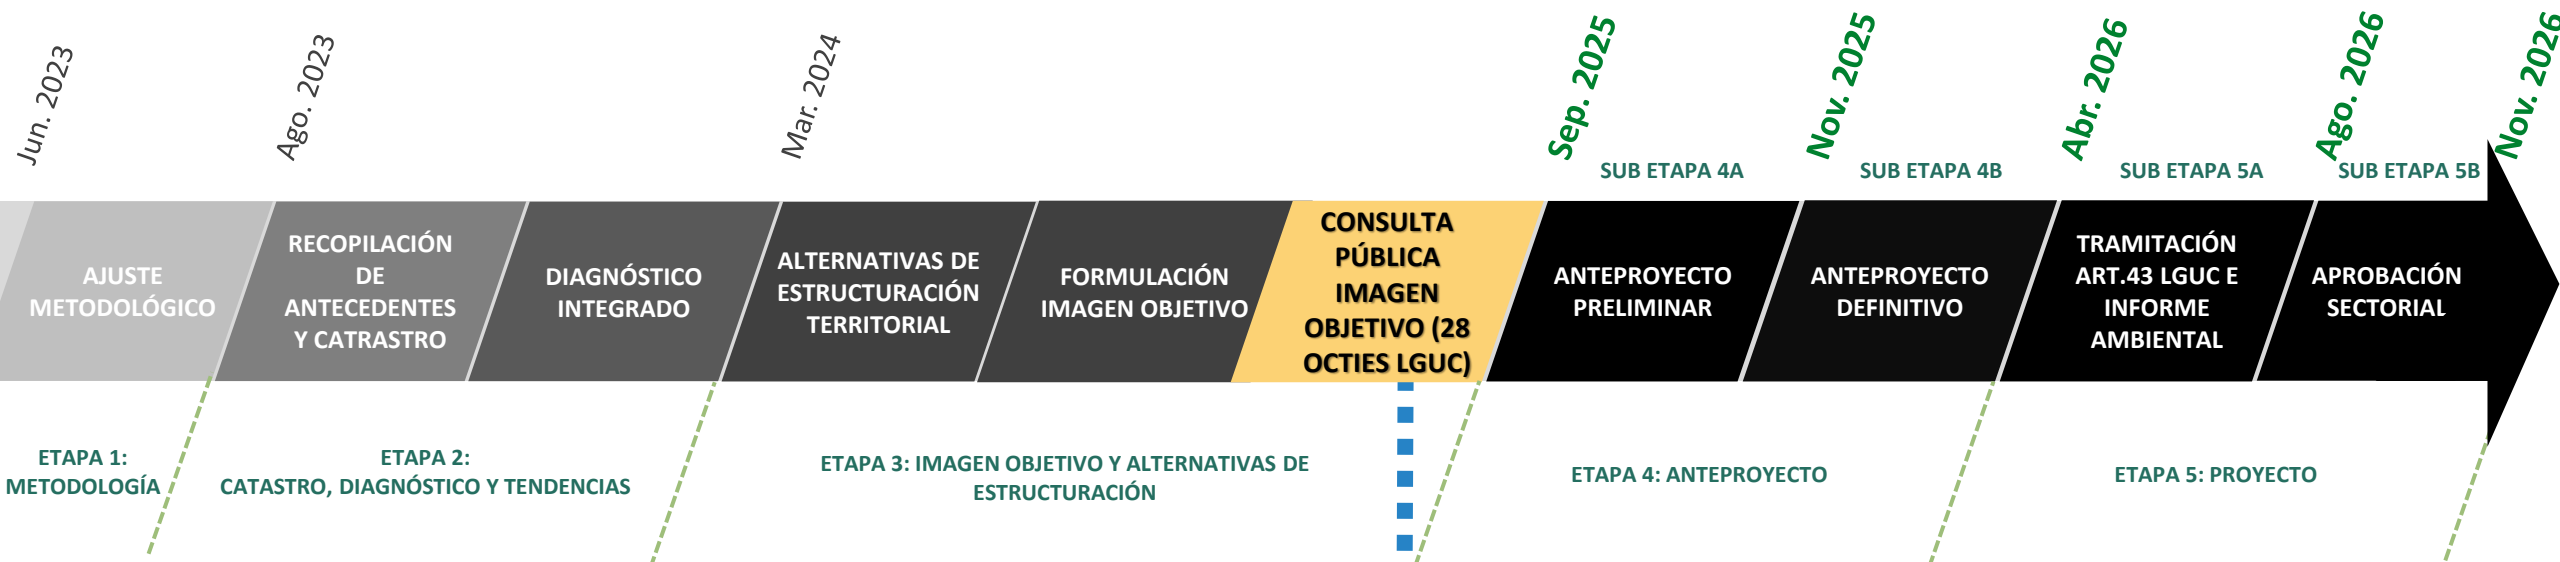 Jun. 2023
Ago. 2023
Mar. 2024
Sep. 2025
Nov. 2025
Abr. 2026
Ago. 2026
Nov. 2026
SUB ETAPA 4A
SUB ETAPA 4B
SUB ETAPA 5A
SUB ETAPA 5B
AJUSTE
METODOLÓGICO
RECOPILACIÓN
DE
ANTECEDENTES
Y CATRASTRO
DIAGNÓSTICO
INTEGRADO
ALTERNATIVAS DE
ESTRUCTURACIÓN
TERRITORIAL
FORMULACIÓN
IMAGEN OBJETIVO
CONSULTA
PÚBLICA
IMAGEN
OBJETIVO (28
OCTIES LGUC)
ANTEPROYECTO
PRELIMINAR
ANTEPROYECTO
DEFINITIVO
TRAMITACIÓN
ART.43 LGUC E
INFORME
AMBIENTAL
APROBACIÓN
SECTORIAL
ETAPA 1:
METODOLOGÍA
ETAPA 2:
CATASTRO, DIAGNÓSTICO Y TENDENCIAS
ETAPA 3: IMAGEN OBJETIVO Y ALTERNATIVAS DE
ESTRUCTURACIÓN
ETAPA 4: ANTEPROYECTO
ETAPA 5: PROYECTO